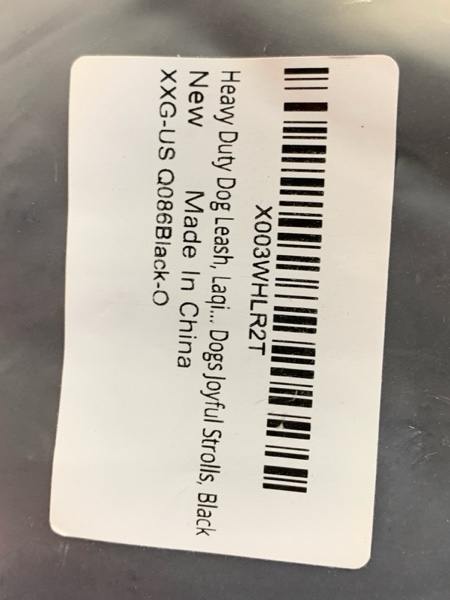 X003WHLR2T
Heavy Duty Dog Leash, Laqi... Dogs Joyful Strolls, Black
New Made In China
XXG-US Q086Black-O